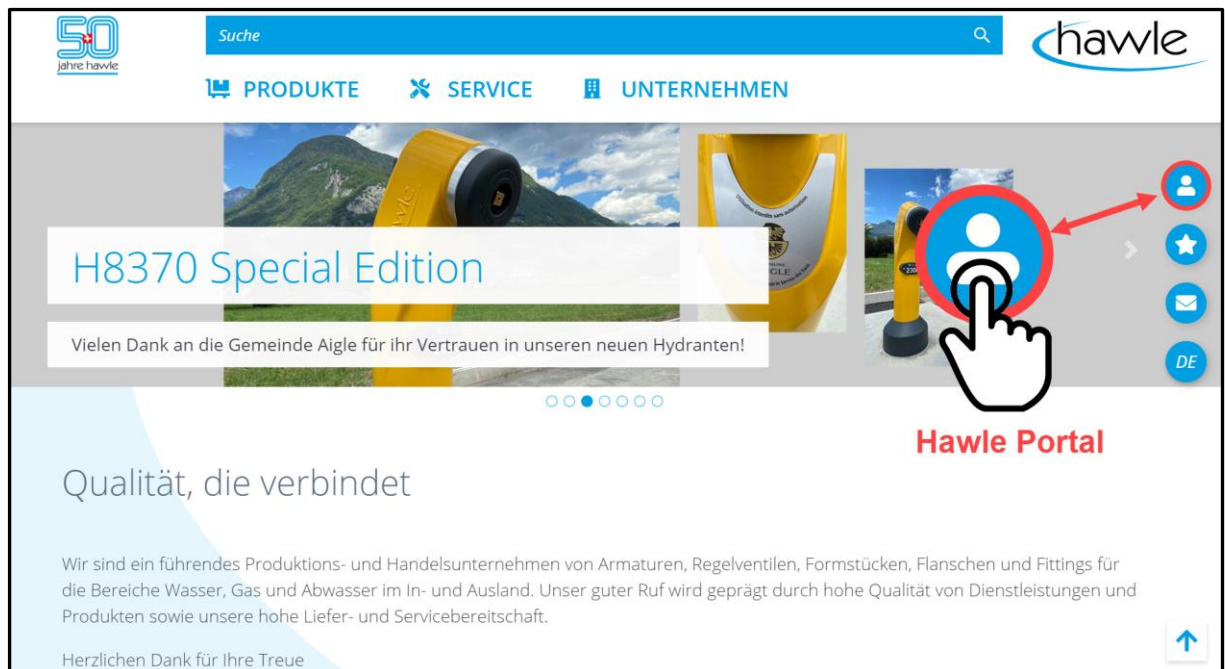 50
jahre hawle
Suche
hawle
PRODUKTE
SERVICE
UNTERNEHMEN
H8370 Special Edition
Vielen Dank an die Gemeinde Aigle für ihr Vertrauen in unseren neuen Hydranten!
DE
Hawle Portal
Qualität, die verbindet
Wir sind ein führendes Produktions- und Handelsunternehmen von Armaturen, Regelventilen, Formstücken, Flanschen und Fittings für
die Bereiche Wasser, Gas und Abwasser im In- und Ausland. Unser guter Ruf wird geprägt durch hohe Qualität von Dienstleistungen und
Produkten sowie unsere hohe Liefer- und Servicebereitschaft.
Herzlichen Dank für Ihre Treue